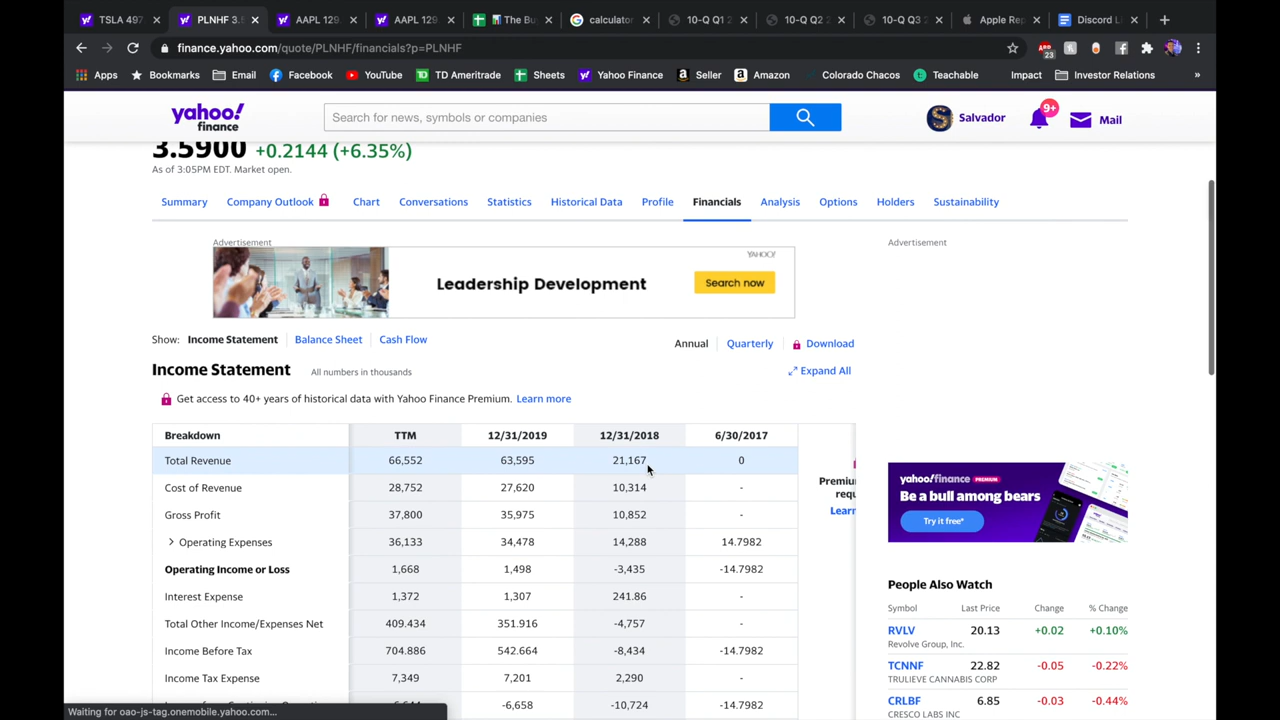 TSLA 497
PLNHF 3.5
AAPL 129.
AAPL 129
The Bu
calculator
10-Q Q1 2
10-Q Q2 2
10-Q Q3 2
Apple Rep
Discord Li
finance.yahoo.com/quote/PLNHF/financials?p=PLNHF
23
Apps
Bookmarks
Email
Facebook
YouTube
TD Ameritrade
Sheets
Yahoo Finance
Seller
Amazon
Colorado Chacos
Teachable
Impact
Investor Relations
»
yahoo!
finance
Search for news, symbols or companies
Salvador
9+
Mail
3.5900 +0.2144 (+6.35%)
As of 3:05PM EDT. Market open.
Summary Company Outlook Chart Conversations Statistics Historical Data Profile Financials Analysis Options Holders Sustainability
Advertisement
Advertisement
YAHOO!
Leadership Development
Search now
Show: Income Statement Balance Sheet Cash Flow
Annual Quarterly Download
Income Statement All numbers in thousands
Expand All
Get access to 40+ years of historical data with Yahoo Finance Premium. Learn more
Breakdown TTM 12/31/2019 12/31/2018 6/30/2017
Total Revenue 66,552 63,595 21,167 0
Cost of Revenue 28,752 27,620 10,314 -
Gross Profit 37,800 35,975 10,852 -
Operating Expenses 36,133 34,478 14,288 14.7982
Operating Income or Loss 1,668 1,498 -3,435 -14.7982
Interest Expense 1,372 1,307 241.86 -
Total Other Income/Expenses Net 409.434 351.916 -4,757 -
Income Before Tax 704.886 542.664 -8,434 -14.7982
Income Tax Expense 7,349 7,201 2,290 -
-6,658 -10,724 -14.7982
Premium
requ
Learn
yahoo!finance PREMIUM
Be a bull among bears
Try it free*
People Also Watch
Symbol Last Price Change % Change
RVLV 20.13 +0.02 +0.10%
Revolve Group, Inc.
TCNNF 22.82 -0.05 -0.22%
TRULIEVE CANNABIS CORP
CRLBF 6.85 -0.03 -0.44%
CRESCO LABS INC
Waiting for oao-js-tag.onemobile.yahoo.com...